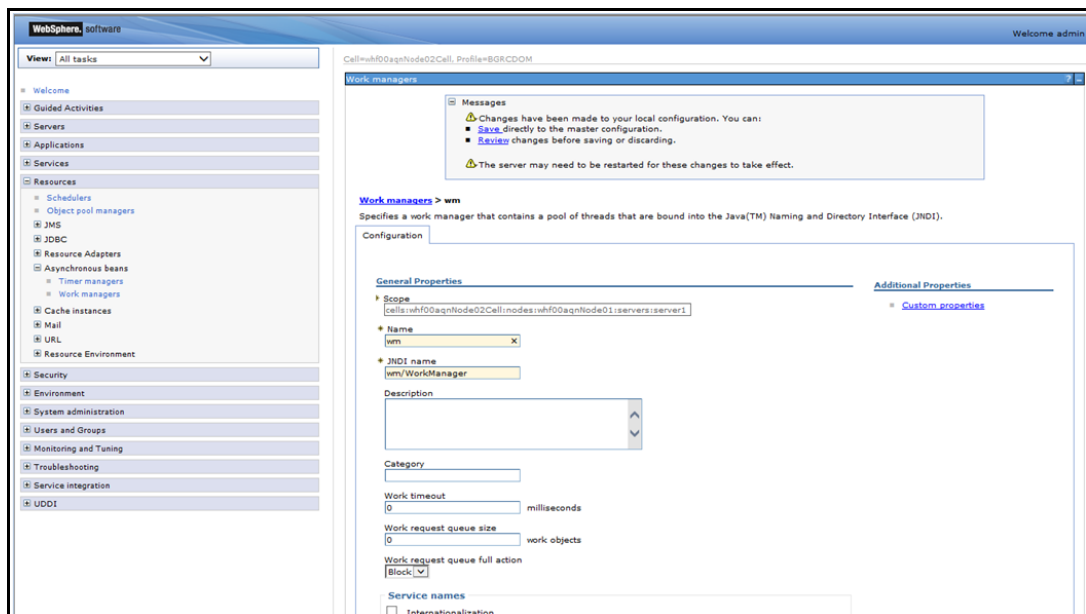 WebSphere. software
Welcome admin
View: All tasks
Cell=whf00aqnNode02Cell, Profile=BGRCDOM
Welcome
Guided Activities
Servers
Applications
Services
Resources
Schedulers
Object pool managers
JMS
JDBC
Resource Adapters
Asynchronous beans
Timer managers
Work managers
Cache instances
Mail
URL
Resource Environment
Security
Environment
System administration
Users and Groups
Monitoring and Tuning
Troubleshooting
Service integration
UDDI
Work managers
? _
Messages
Changes have been made to your local configuration. You can:
Save directly to the master configuration.
Review changes before saving or discarding.
The server may need to be restarted for these changes to take effect.
Work managers > wm
Specifies a work manager that contains a pool of threads that are bound into the Java(TM) Naming and Directory Interface (JNDI).
Configuration
General Properties
Scope
cells:whf00aqnNode02Cell:nodes:whf00aqnNode01:servers:server1
* Name
wm
* JNDI name
wm/WorkManager
Description
Category
Work timeout
0 milliseconds
Work request queue size
0 work objects
Work request queue full action
Block
Service names
Internationalization
Additional Properties
Custom properties